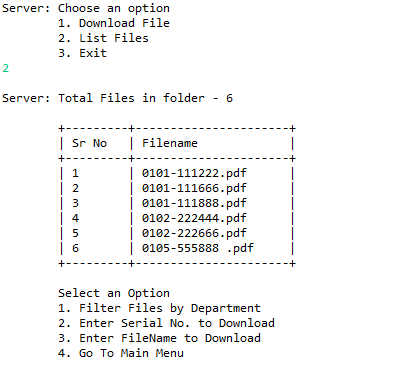 Server: Choose an option
1. Download File
2. List Files
3. Exit
2
Server: Total Files in folder - 6
+---------+----------------------+
| Sr No | Filename |
+---------+----------------------+
| 1 | 0101-111222.pdf |
| 2 | 0101-111666.pdf |
| 3 | 0101-111888.pdf |
| 4 | 0102-222444.pdf |
| 5 | 0102-222666.pdf |
| 6 | 0105-555888 .pdf |
+---------+----------------------+
Select an Option
1. Filter Files by Department
2. Enter Serial No. to Download
3. Enter FileName to Download
4. Go To Main Menu